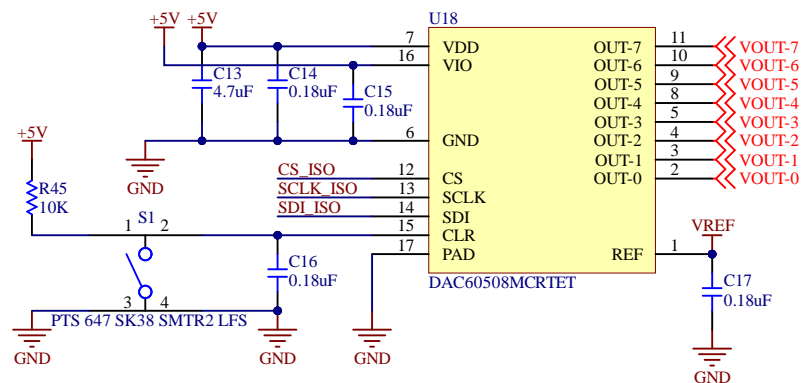 +5V +5V
U18
7 VDD OUT-7 11 VOUT-7
16 VIO OUT-6 10 VOUT-6
C13 C14 OUT-5 9 VOUT-5
4.7uF 0.18uF C15 OUT-4 8 VOUT-4
0.18uF OUT-3 5 VOUT-3
+5V 6 GND OUT-2 4 VOUT-2
OUT-1 3 VOUT-1
GND CS_ISO 12 CS OUT-0 2 VOUT-0
R45 SCLK_ISO 13 SCLK
10K S1 SDI_ISO 14 SDI VREF
1 2 15 CLR
17 PAD REF 1
C16 C17
0.18uF DAC60508MCRTET 0.18uF
3 4
PTS 647 SK38 SMTR2 LFS
GND GND GND GND